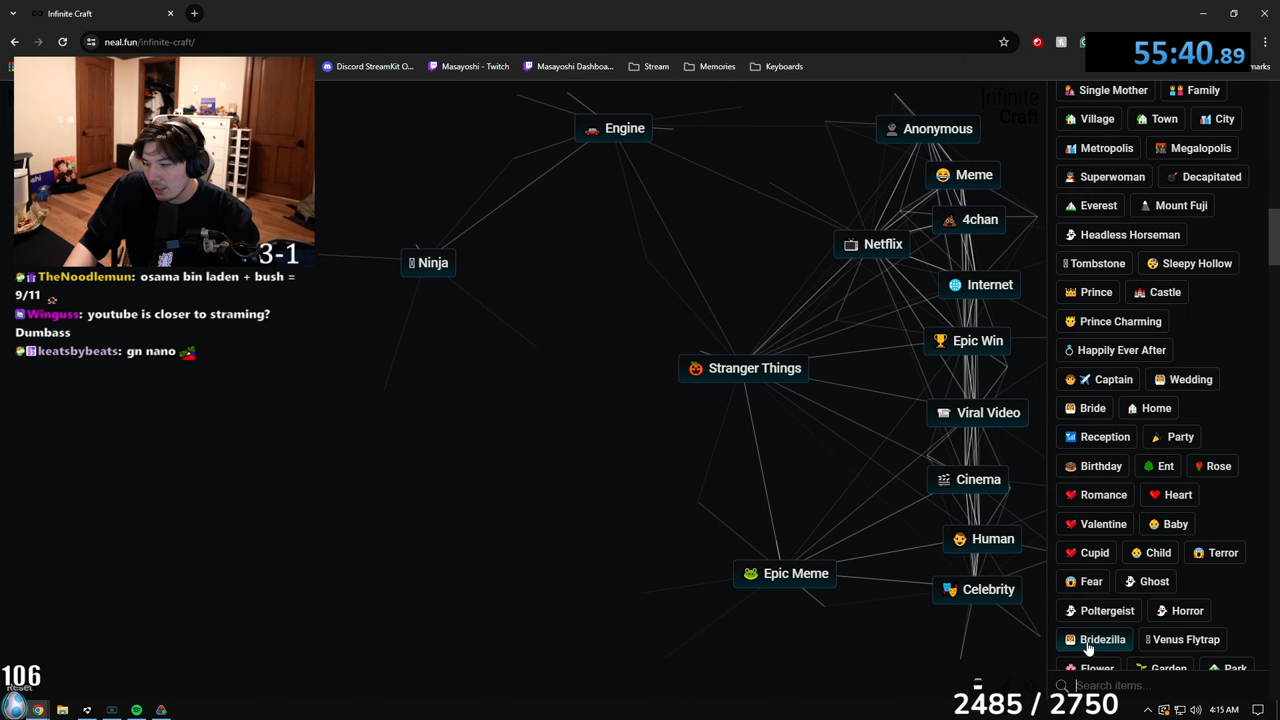 Infinite Craft
55:40.89
neal.fun/infinite-craft/
Discord StreamKit O...
Masayoshi - Twitch
Masayoshi Dashboa...
Stream
Memories
Keyboards
Infinite
Craft
3-1
TheNoodlemun: osama bin laden + bush =
9/11
Winguss: youtube is closer to straming?
Dumbass
keatsbybeats: gn nano
Engine
Anonymous
Meme
4chan
Netflix
Ninja
Internet
Epic Win
Stranger Things
Viral Video
Cinema
Human
Epic Meme
Celebrity
Single Mother Family
Village Town City
Metropolis Megalopolis
Superwoman Decapitated
Everest Mount Fuji
Headless Horseman
Tombstone Sleepy Hollow
Prince Castle
Prince Charming
Happily Ever After
Captain Wedding
Bride Home
Reception Party
Birthday Ent Rose
Romance Heart
Valentine Baby
Cupid Child Terror
Fear Ghost
Poltergeist Horror
Bridezilla Venus Flytrap
Flower Garden Park
Search items...
106
Reset
2485 / 2750
4:15 AM